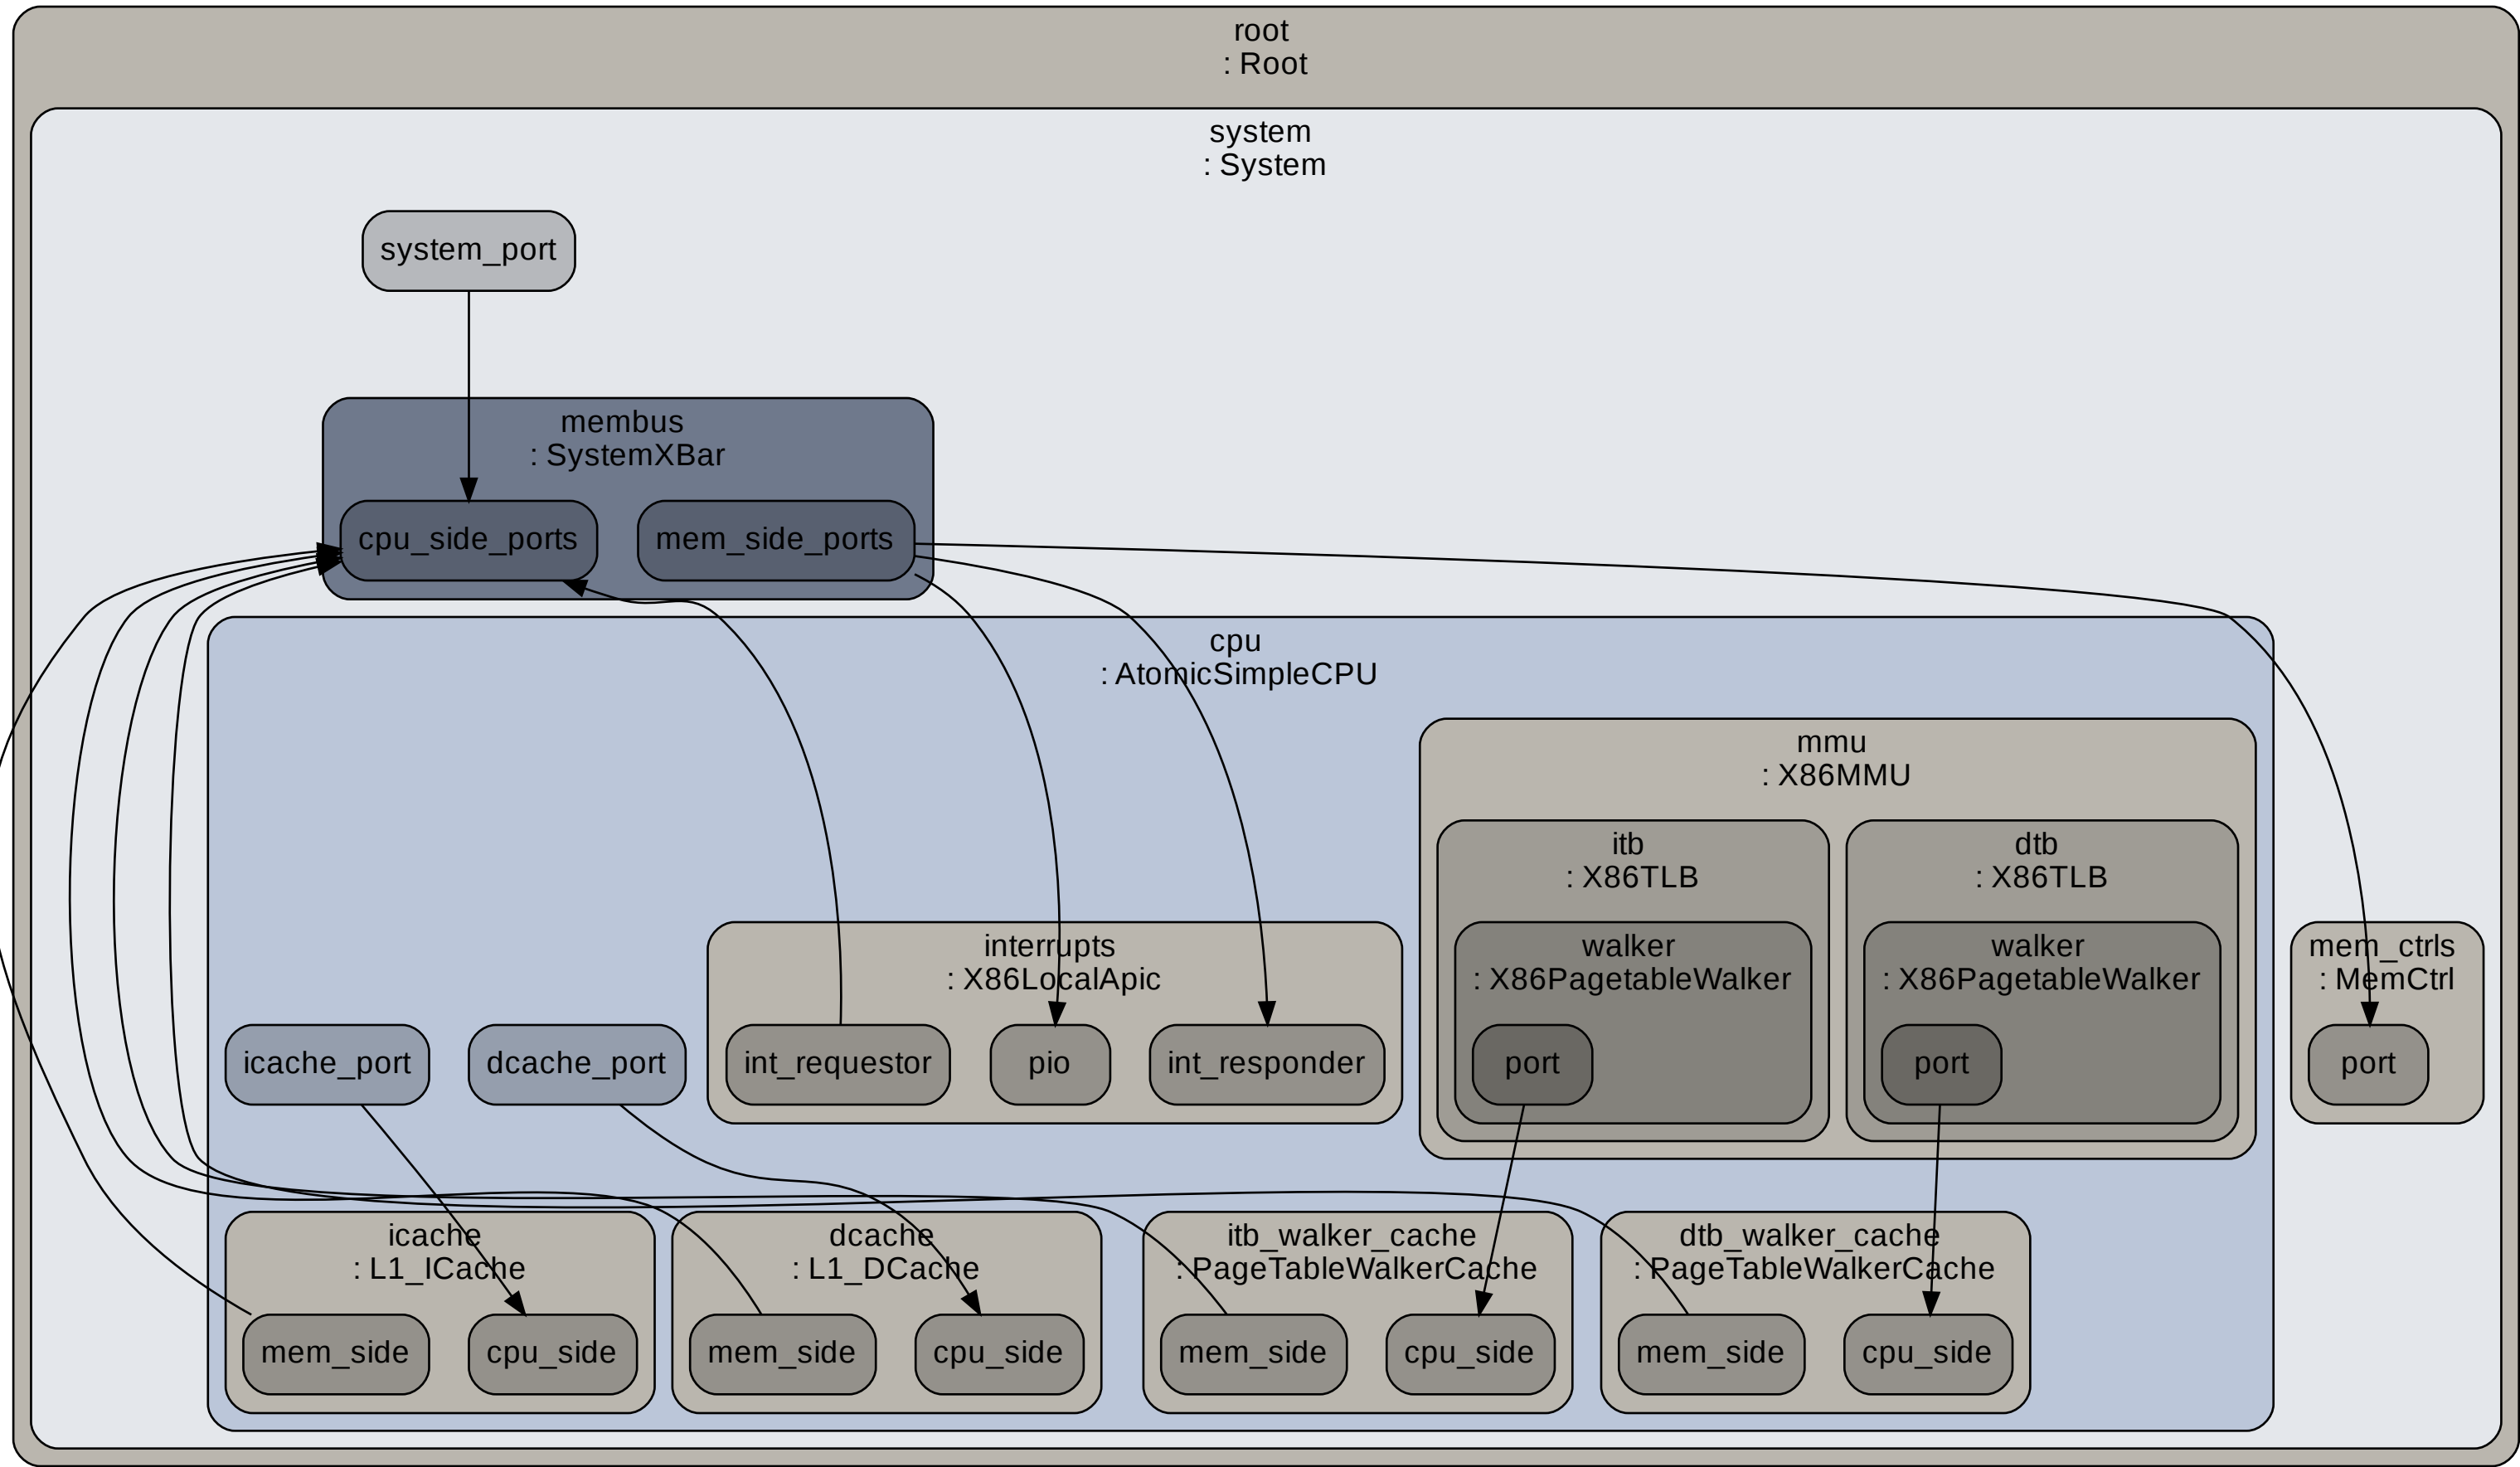 root
: Root
system
: System
system_port
membus
: SystemXBar
cpu_side_ports
mem_side_ports
cpu
: AtomicSimpleCPU
mmu
: X86MMU
itb
: X86TLB
dtb
: X86TLB
walker
: X86PagetableWalker
walker
: X86PagetableWalker
interrupts
: X86LocalApic
mem_ctrls
: MemCtrl
icache_port
dcache_port
int_requestor
pio
int_responder
port
port
port
icache
: L1_ICache
dcache
: L1_DCache
itb_walker_cache
: PageTableWalkerCache
dtb_walker_cache
: PageTableWalkerCache
mem_side
cpu_side
mem_side
cpu_side
mem_side
cpu_side
mem_side
cpu_side